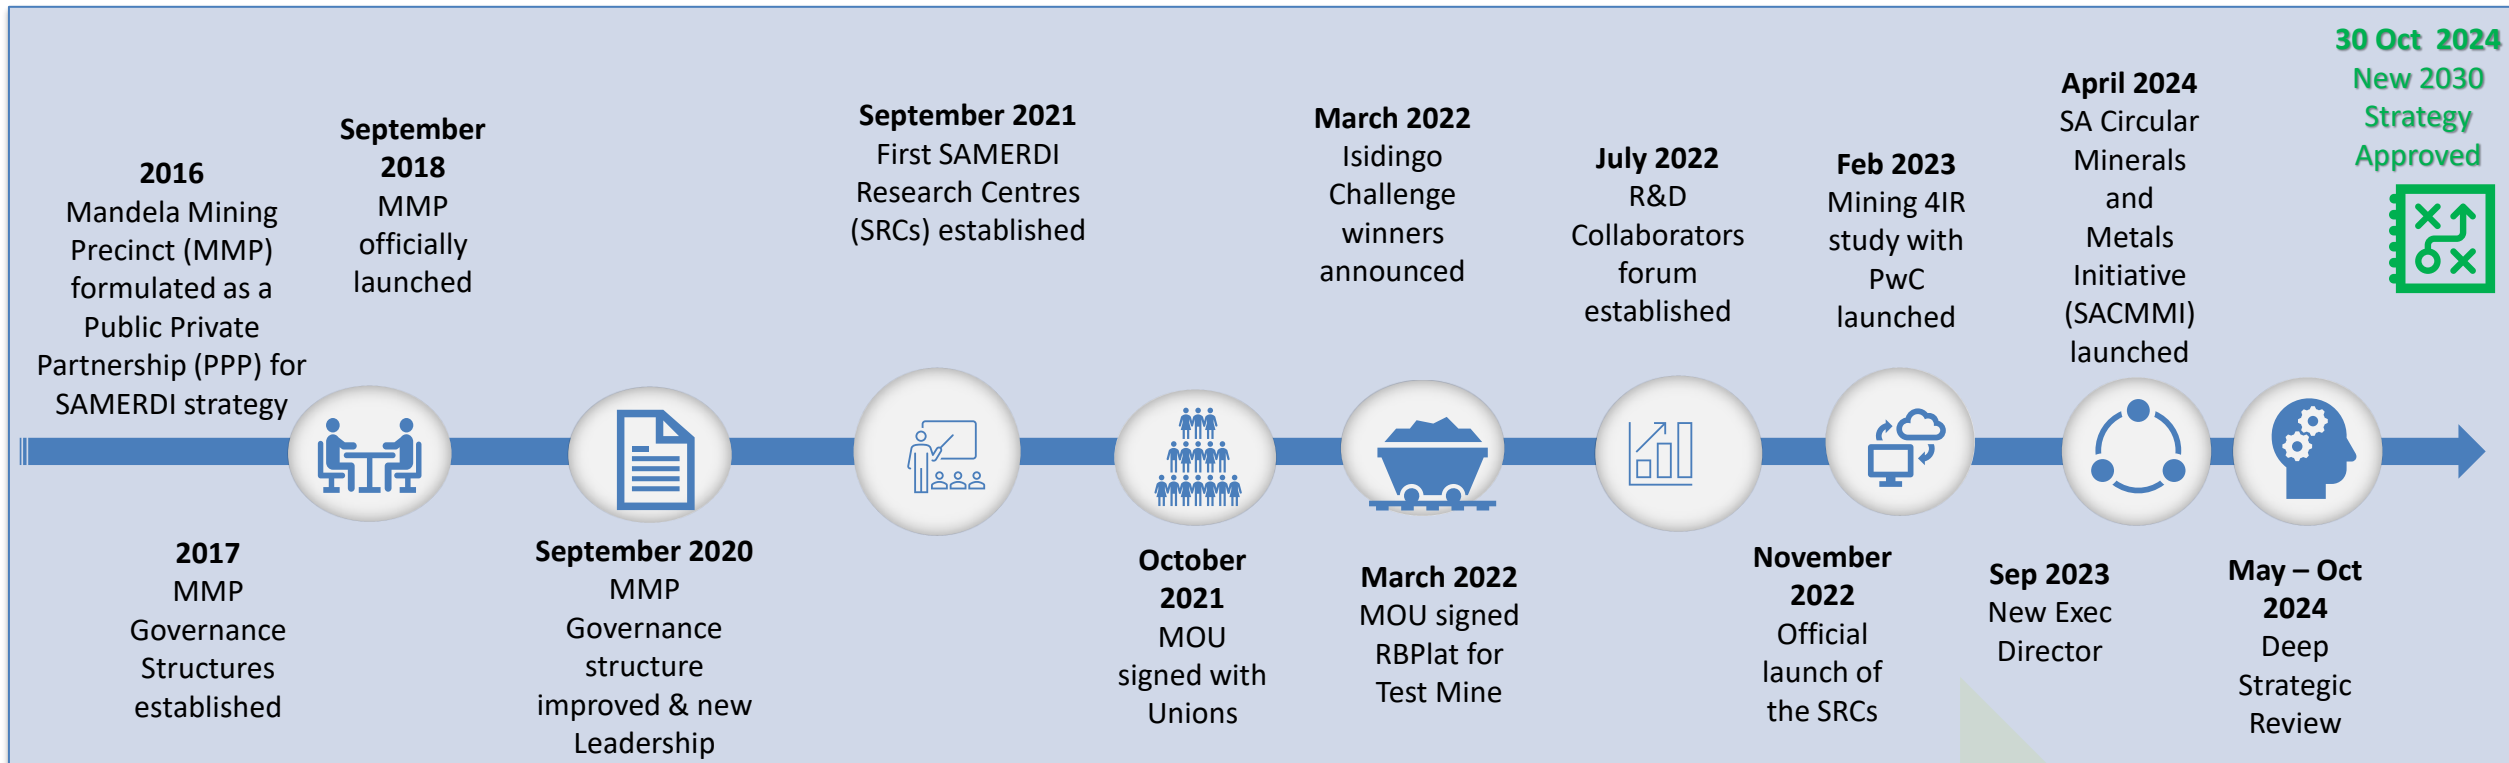 2016
Mandela Mining
Precinct (MMP)
formulated as a
Public Private
Partnership (PPP) for
SAMERDI strategy
2017
MMP
Governance
Structures
established
September
2018
MMP
officially
launched
September 2020
MMP
Governance
structure
improved & new
Leadership
September 2021
First SAMERDI
Research Centres
(SRCs) established
October
2021
MOU
signed with
Unions
March 2022
Isidingo
Challenge
winners
announced
March 2022
MOU signed
RBPlat for
Test Mine
July 2022
R&D
Collaborators
forum
established
November
2022
Official
launch of
the SRCs
Feb 2023
Mining 4IR
study with
PwC
launched
Sep 2023
New Exec
Director
April 2024
SA Circular
Minerals
and
Metals
Initiative
(SACMMI)
launched
May – Oct
2024
Deep
Strategic
Review
30 Oct 2024
New 2030
Strategy
Approved